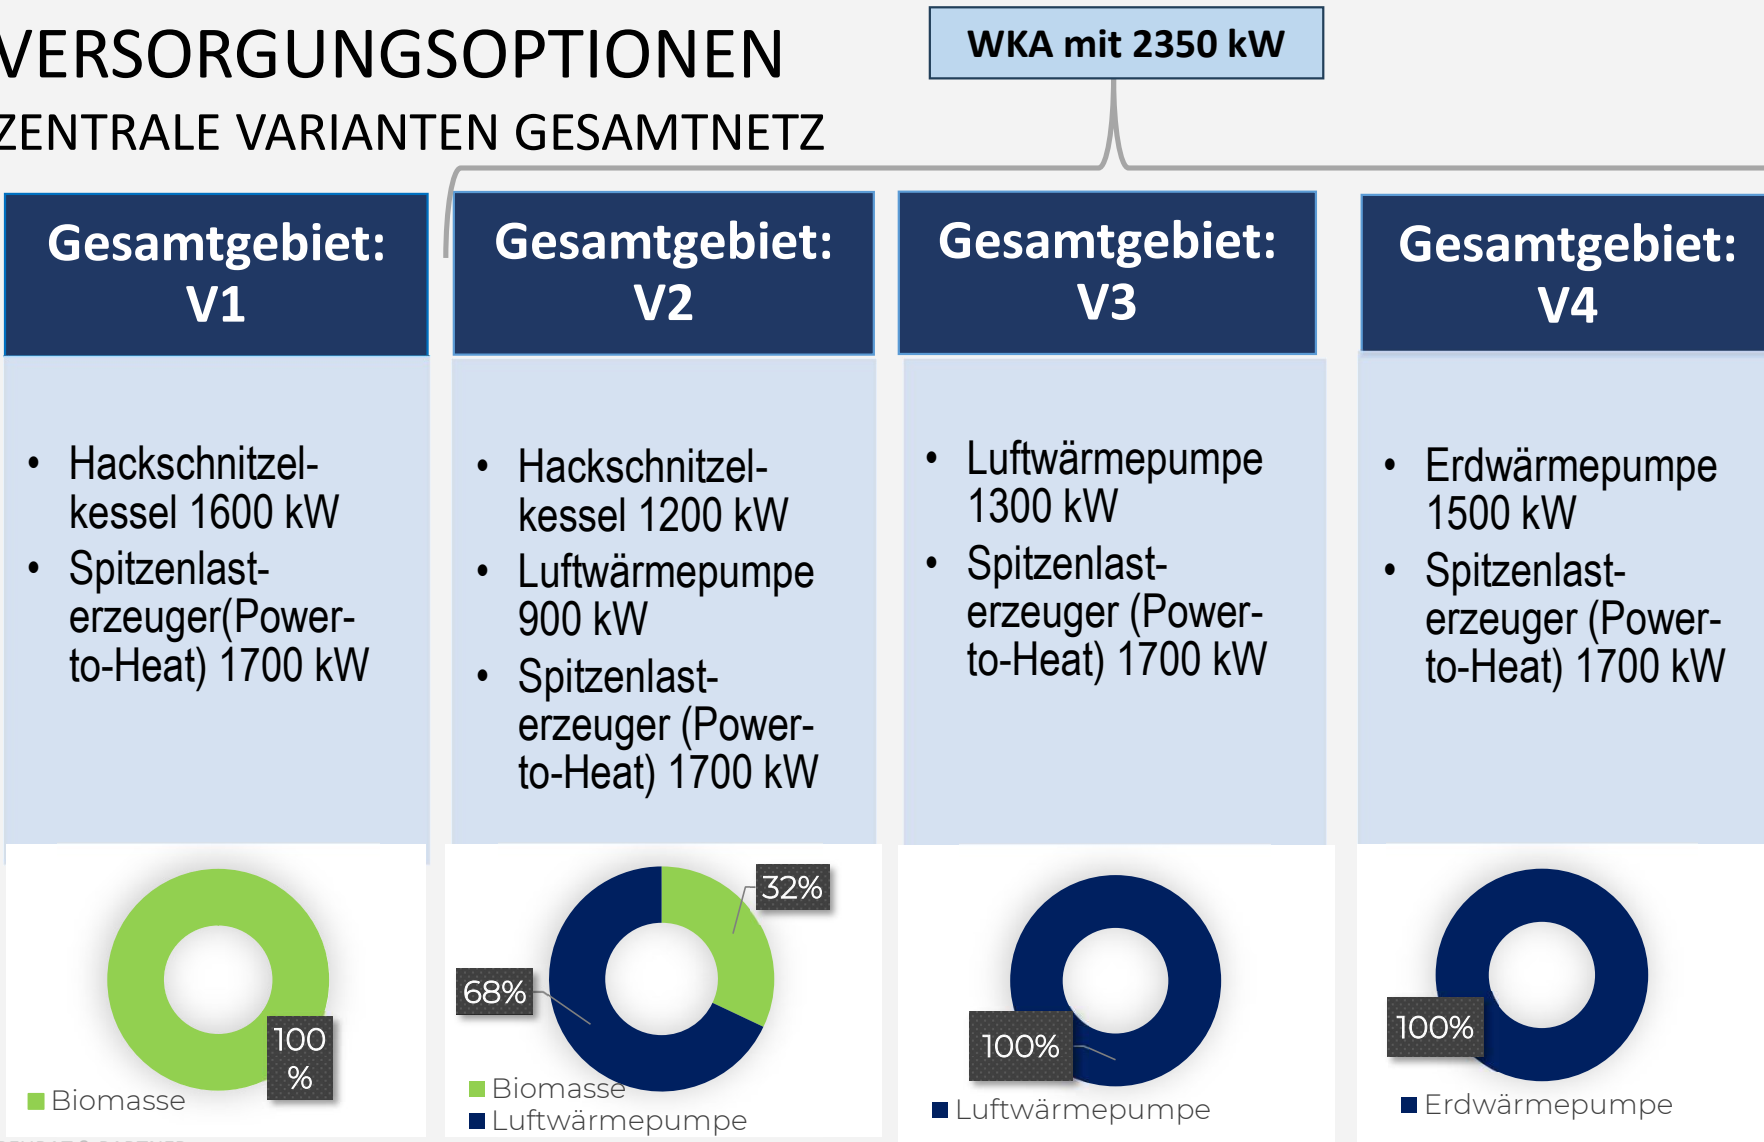 VERSORGUNGSOPTIONEN
ZENTRALE VARIANTEN GESAMTNETZ
WKA mit 2350 kW
Gesamtgebiet:
V1
• Hackschnitzel-
kessel 1600 kW
• Spitzenlast-
erzeuger(Power-
to-Heat) 1700 kW
100
%
Biomasse
Gesamtgebiet:
V2
• Hackschnitzel-
kessel 1200 kW
• Luftwärmepumpe
900 kW
• Spitzenlast-
erzeuger (Power-
to-Heat) 1700 kW
32%
68%
Biomasse
Luftwärmepumpe
Gesamtgebiet:
V3
• Luftwärmepumpe
1300 kW
• Spitzenlast-
erzeuger (Power-
to-Heat) 1700 kW
100%
Luftwärmepumpe
Gesamtgebiet:
V4
• Erdwärmepumpe
1500 kW
• Spitzenlast-
erzeuger (Power-
to-Heat) 1700 kW
100%
Erdwärmepumpe